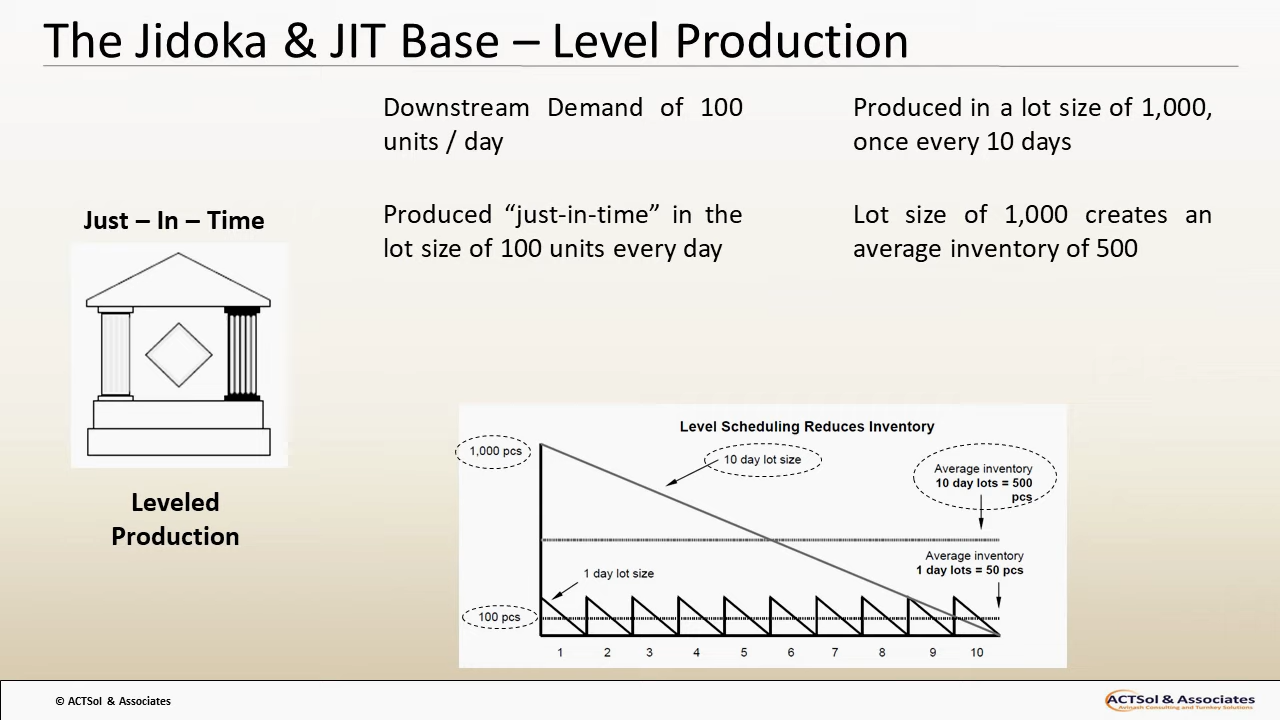 The Jidoka & JIT Base – Level Production
Downstream Demand of 100
units / day
Produced in a lot size of 1,000,
once every 10 days
Just – In – Time
Produced “just-in-time” in the
lot size of 100 units every day
Lot size of 1,000 creates an
average inventory of 500
Leveled
Production
Level Scheduling Reduces Inventory
1,000 pcs
10 day lot size
Average inventory
10 day lots = 500
pcs
Average inventory
1 day lots = 50 pcs
1 day lot size
100 pcs
1 2 3 4 5 6 7 8 9 10
© ACTSol & Associates
ACTSol & Associates
Avinash Consulting and Turnkey Solutions